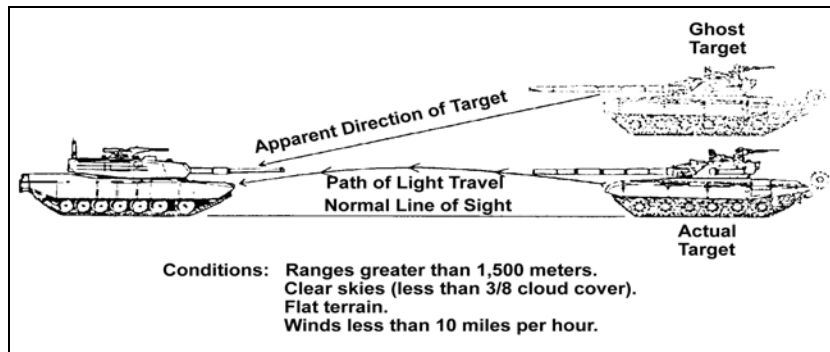 Ghost
Target
Apparent Direction of Target
Path of Light Travel
Normal Line of Sight
Actual
Target
Conditions: Ranges greater than 1,500 meters.
Clear skies (less than 3/8 cloud cover).
Flat terrain.
Winds less than 10 miles per hour.